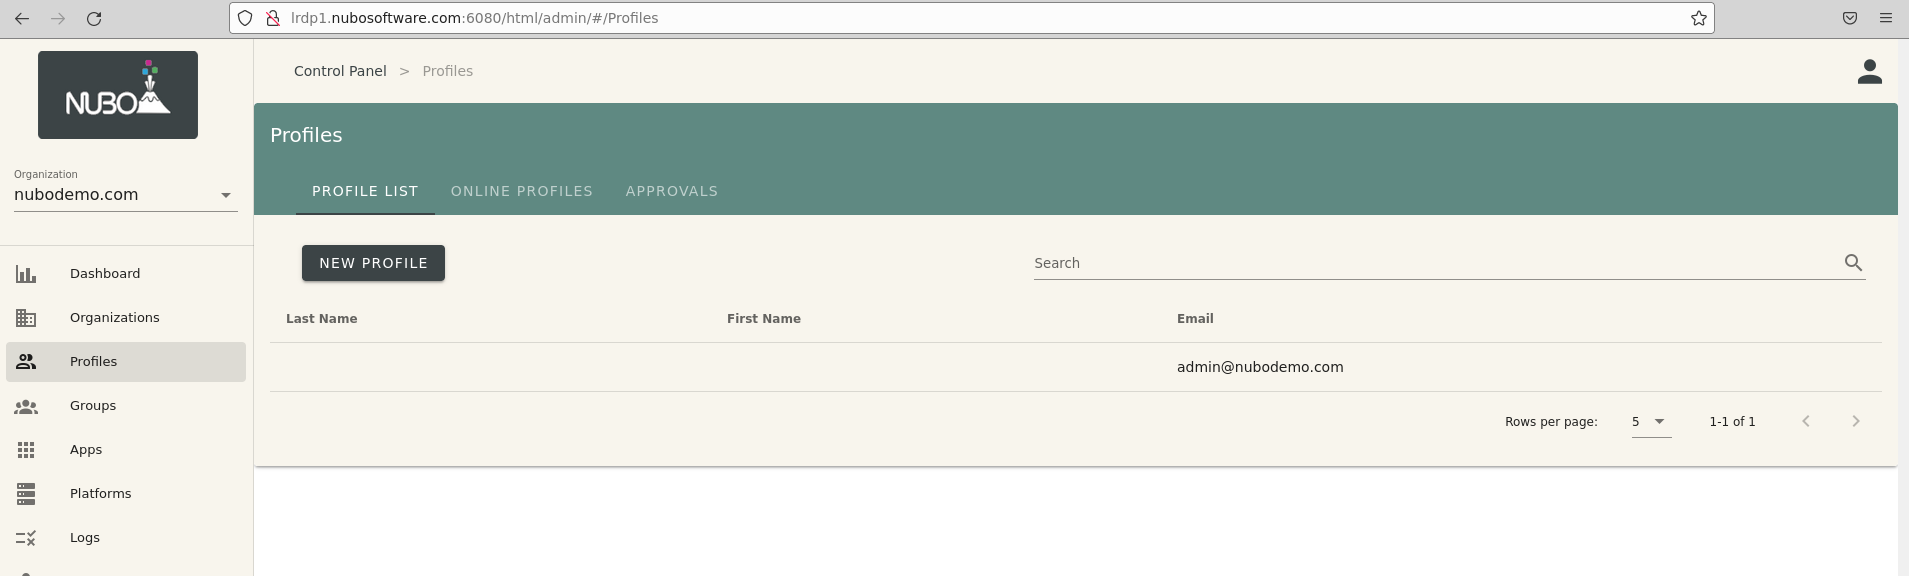 lrdp1.nubosoftware.com:6080/html/admin/#/Profiles
NUBO
Control Panel > Profiles
Organization
nubodemo.com
Profiles
PROFILE LIST ONLINE PROFILES APPROVALS
Dashboard
Organizations
Profiles
Groups
Apps
Platforms
Logs
NEW PROFILE
Search
Last Name First Name Email
admin@nubodemo.com
Rows per page: 5 1-1 of 1